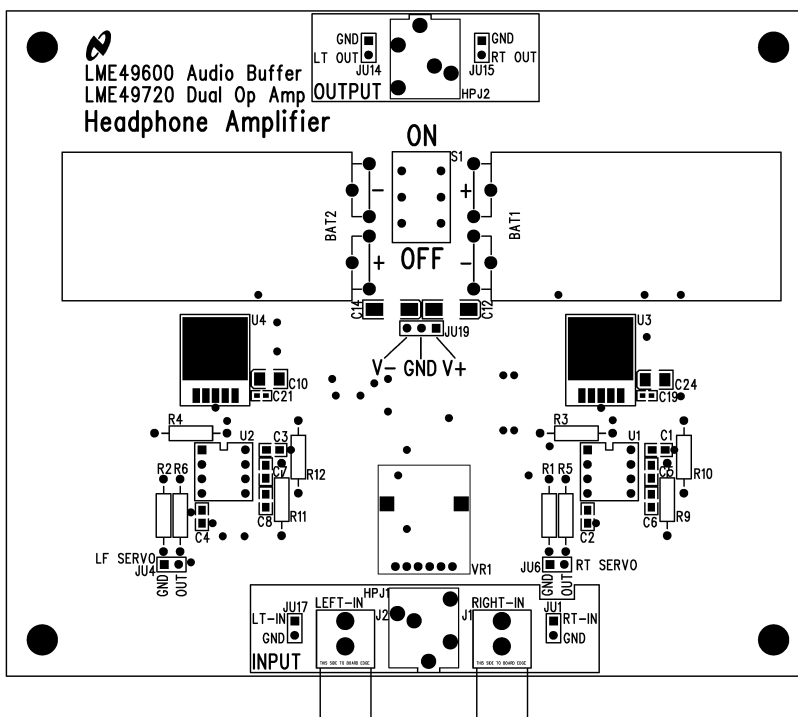 GND
LT OUT
JU14
GND
RT OUT
JU15
OUTPUT
HPJ2
LME49600 Audio Buffer
LME49720 Dual Op Amp
Headphone Amplifier
ON
S1
-
+
BAT2
BAT1
+
OFF
-
C14
C12
JU19
V- GND V+
U4
U3
C10
C21
C24
C19
R4
R3
U2
C3
U1
C1
R2
R6
C7
R12
R1
R5
C5
R10
C8
R11
C6
R9
C4
C2
LF SERVO
JU4
GND
OUT
VR1
JU6
RT SERVO
GND
OUT
JU17
LEFT-IN
HPJ1
RIGHT-IN
JU1
LT-IN
J2
J1
RT-IN
GND
GND
INPUT
THIS SIDE TO BOARD EDGE
THIS SIDE TO BOARD EDGE